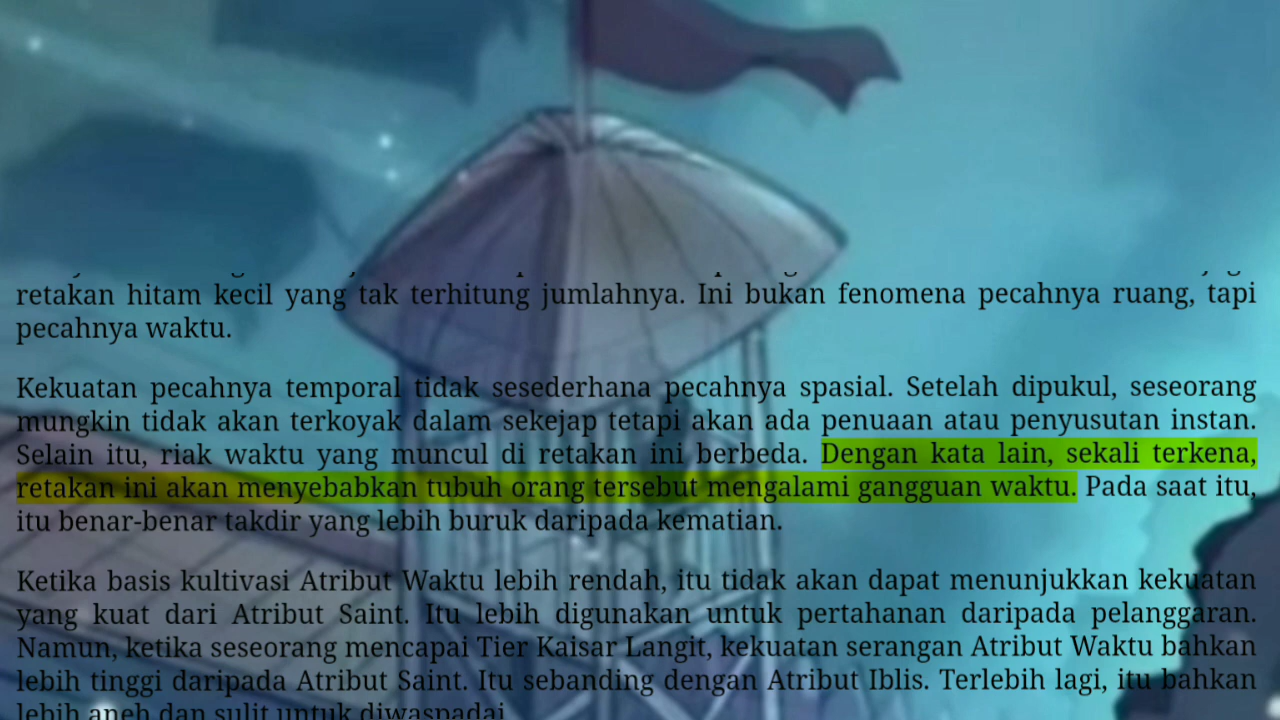 retakan hitam kecil yang tak terhitung jumlahnya. Ini bukan fenomena pecahnya ruang, tapi
pecahnya waktu.
Kekuatan pecahnya temporal tidak sesederhana pecahnya spasial. Setelah dipukul, seseorang
mungkin tidak akan terkoyak dalam sekejap tetapi akan ada penuaan atau penyusutan instan.
Selain itu, riak waktu yang muncul di retakan ini berbeda. Dengan kata lain, sekali terkena,
retakan ini akan menyebabkan tubuh orang tersebut mengalami gangguan waktu. Pada saat itu,
itu benar-benar takdir yang lebih buruk daripada kematian.
Ketika basis kultivasi Atribut Waktu lebih rendah, itu tidak akan dapat menunjukkan kekuatan
yang kuat dari Atribut Saint. Itu lebih digunakan untuk pertahanan daripada pelanggaran.
Namun, ketika seseorang mencapai Tier Kaisar Langit, kekuatan serangan Atribut Waktu bahkan
lebih tinggi daripada Atribut Saint. Itu sebanding dengan Atribut Iblis. Terlebih lagi, itu bahkan
lebih aneh dan sulit untuk diwaspadai